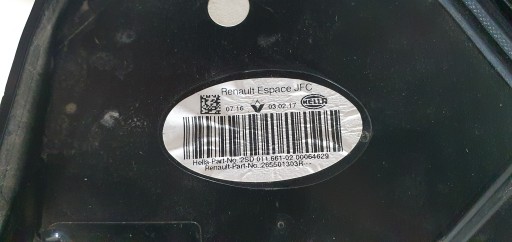 Renault Espace JFC
07:16 03.02.17 HELLA
Hella-Part-No. 2SD 011.661-02 00064629
Renault-Part-No. 265501303R